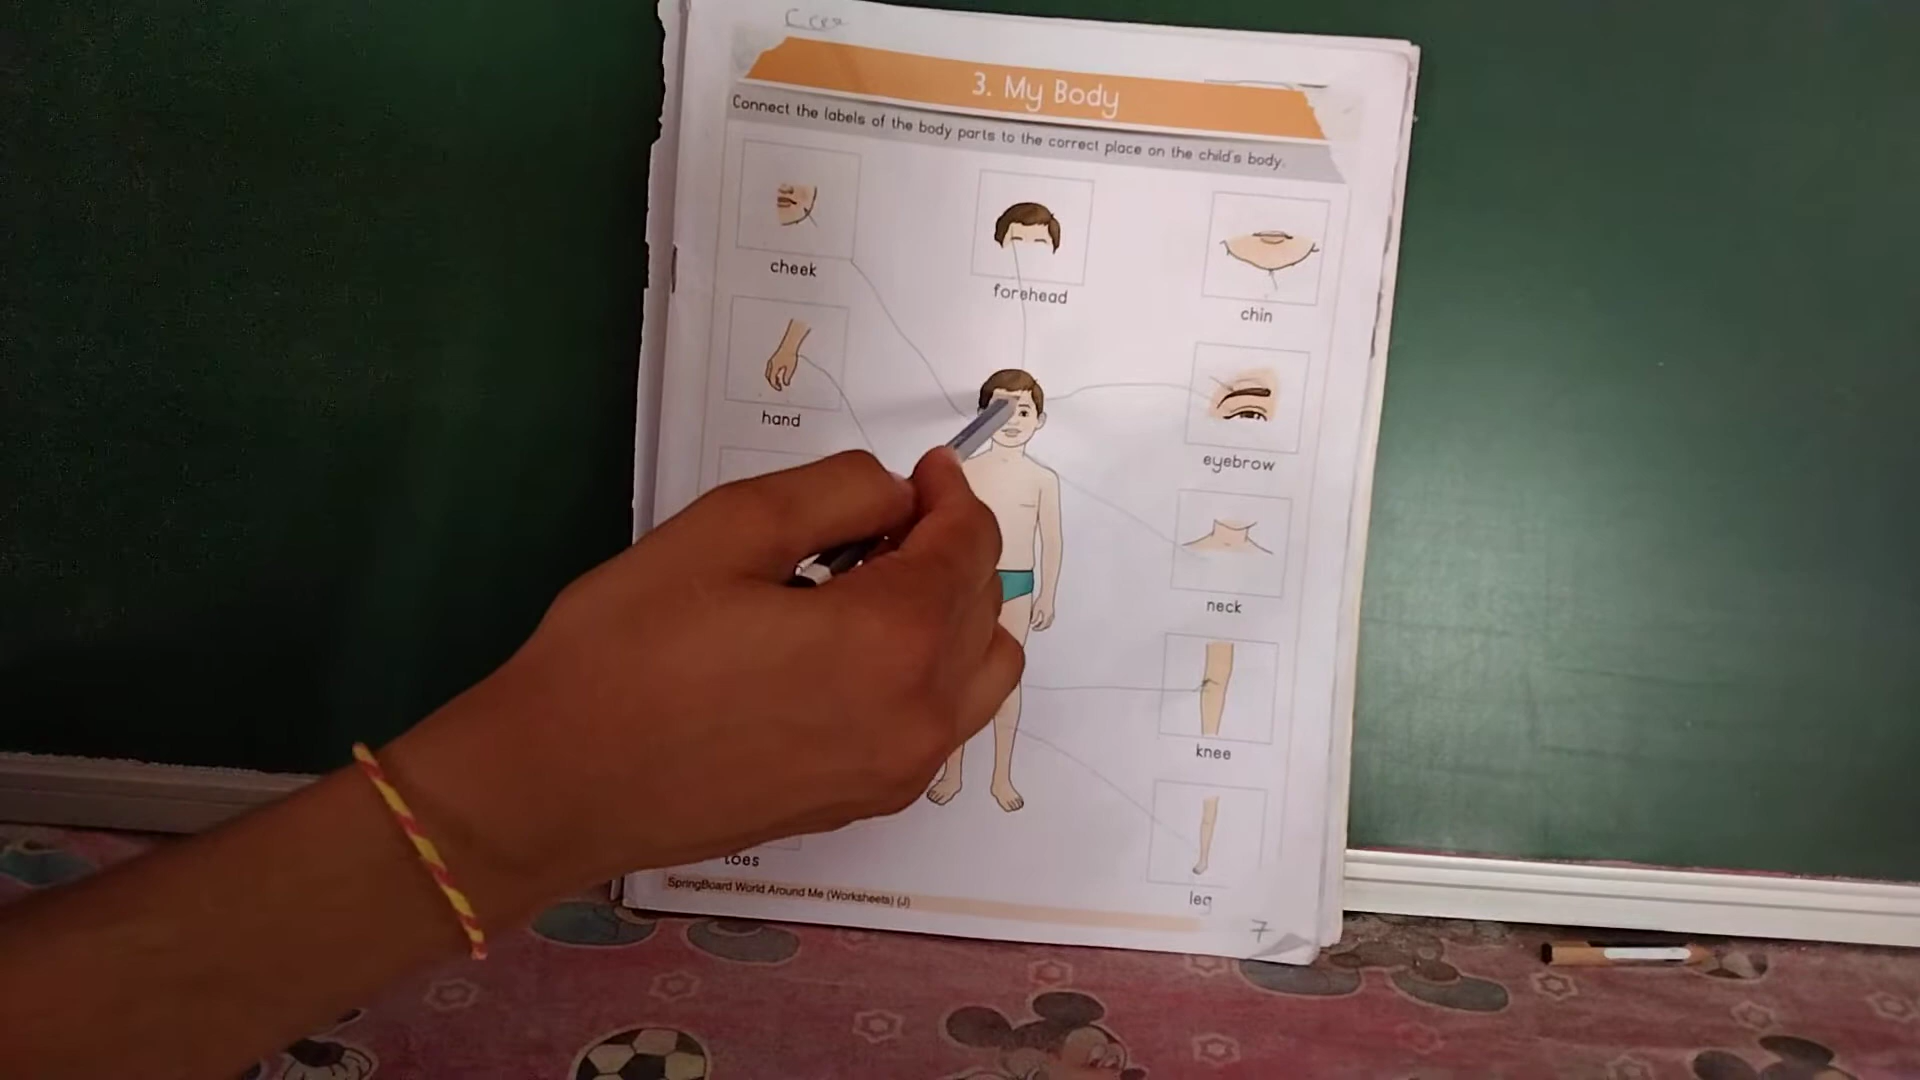 3. My Body
Connect the labels of the body parts to the correct place on the child's body.
cheek
forehead
chin
hand
eyebrow
neck
knee
toes
leg
SpringBoard World Around Me (Worksheets) (J)
7